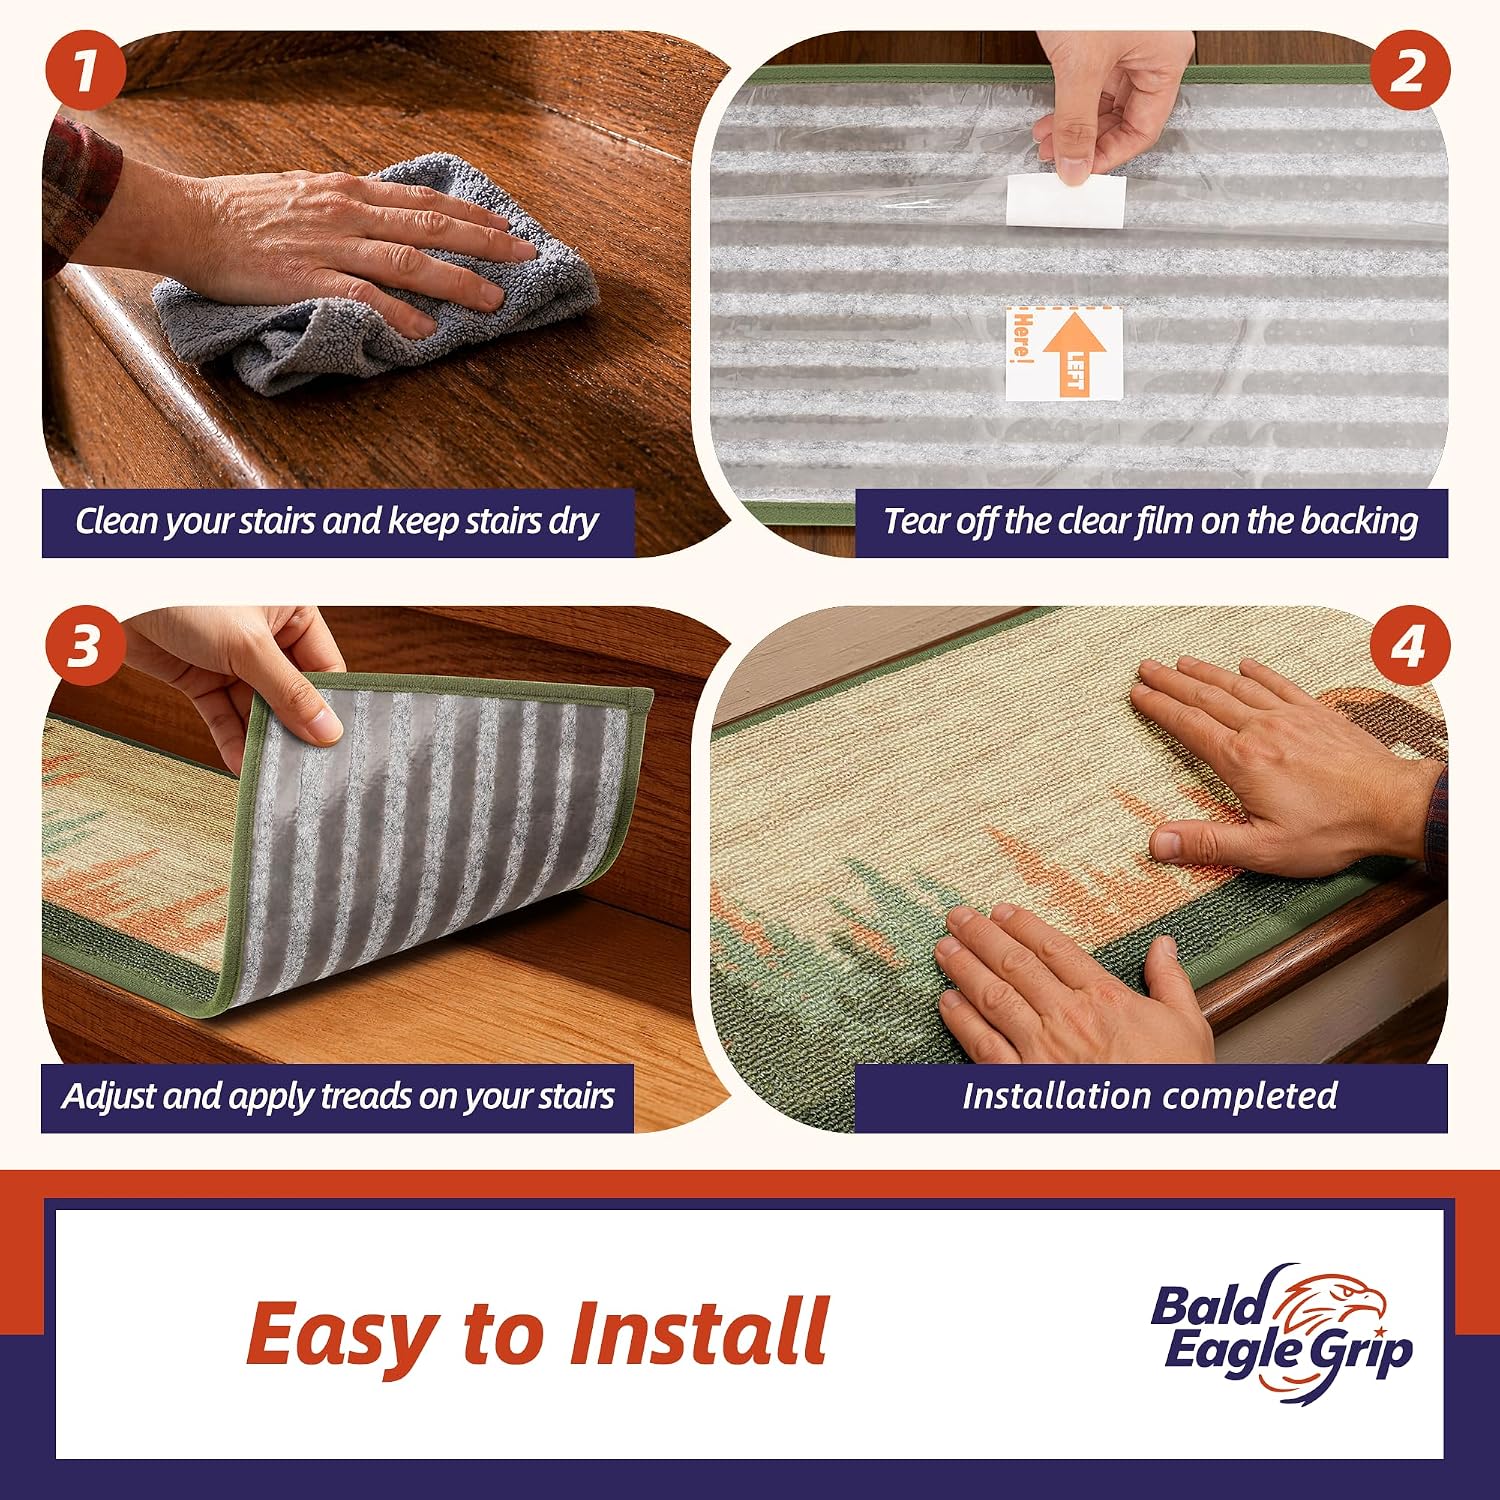 1
2
Here!
LEFT
Clean your stairs and keep stairs dry
Tear off the clear film on the backing
3
4
Adjust and apply treads on your stairs
Installation completed
Easy to Install
Bald
Eagle Grip